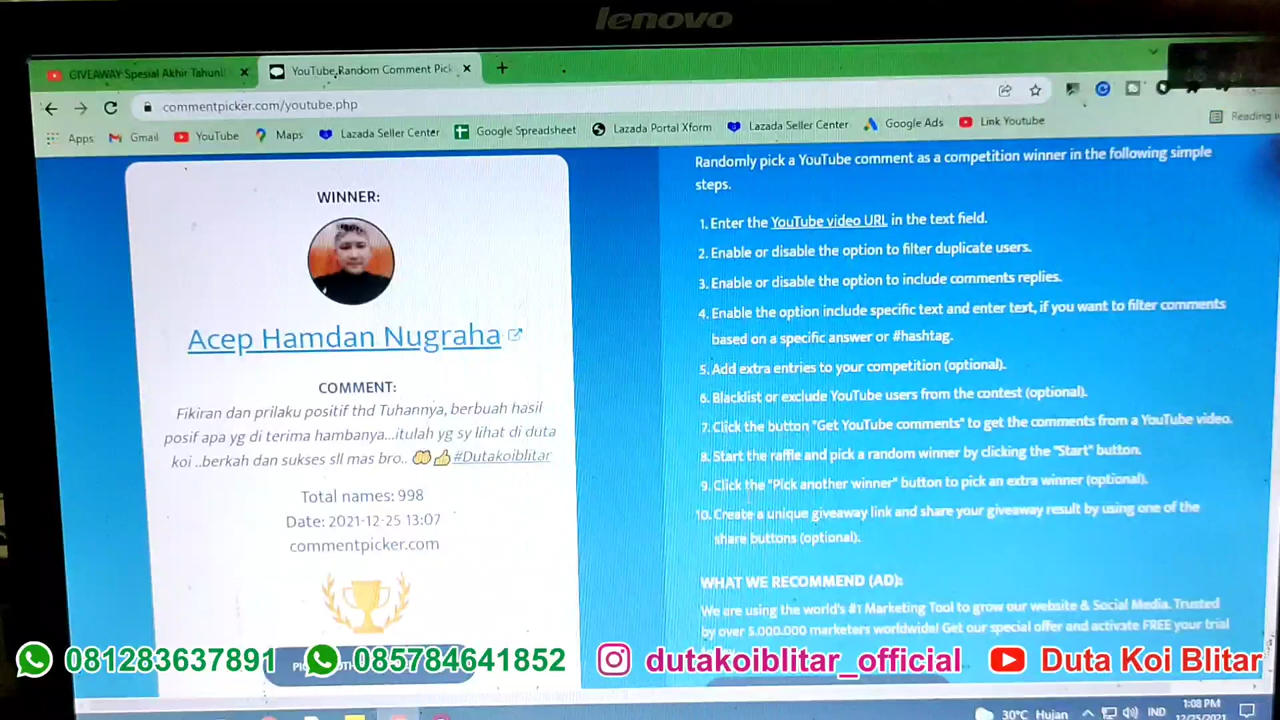 lenovo
GIVEAWAY Spesial Akhir Tahun!
YouTube Random Comment Pick
commentpicker.com/youtube.php
Apps Gmail YouTube Maps Lazada Seller Center Google Spreadsheet Lazada Portal Xform Lazada Seller Center Google Ads Link Youtube Reading
WINNER:
Acep Hamdan Nugraha
COMMENT:
Fikiran dan prilaku positif thd Tuhannya, berbuah hasil
posif apa yg di terima hambanya...itulah yg sy lihat di duta
koi ..berkah dan sukses sll mas bro.. 🤲👍 #Dutakoiblitar
Total names: 998
Date: 2021-12-25 13:07
commentpicker.com
Randomly pick a YouTube comment as a competition winner in the following simple
steps.
1. Enter the YouTube video URL in the text field.
2. Enable or disable the option to filter duplicate users.
3. Enable or disable the option to include comments replies.
4. Enable the option include specific text and enter text, if you want to filter comments
based on a specific answer or #hashtag.
5. Add extra entries to your competition (optional).
6. Blacklist or exclude YouTube users from the contest (optional).
7. Click the button "Get YouTube comments" to get the comments from a YouTube video.
8. Start the raffle and pick a random winner by clicking the "Start" button.
9. Click the "Pick another winner" button to pick an extra winner (optional).
10. Create a unique giveaway link and share your giveaway result by using one of the
share buttons (optional).
WHAT WE RECOMMEND (AD):
We are using the world's #1 Marketing Tool to grow our website & Social Media. Trusted
by over 5.000.000 marketers worldwide! Get our special offer and activate FREE your trial
081283637891 085784641852 dutakoiblitar_official Duta Koi Blitar
30°C Hujan IND 1:08 PM
12/25/2021